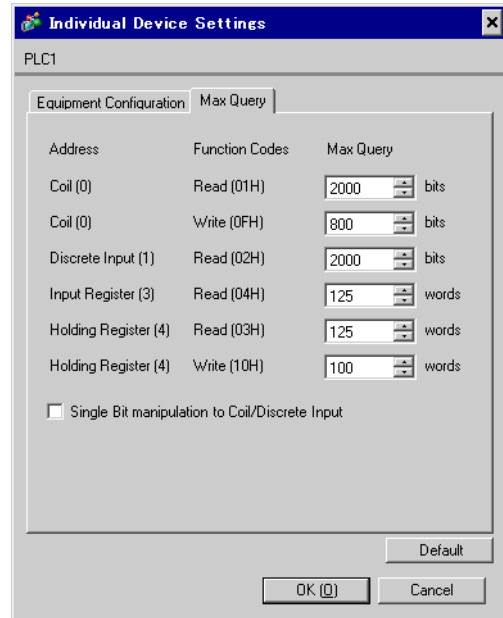 Individual Device Settings
PLC1
Equipment Configuration Max Query
Address Function Codes Max Query
Coil (0) Read (01H) 2000 bits
Coil (0) Write (0FH) 800 bits
Discrete Input (1) Read (02H) 2000 bits
Input Register (3) Read (04H) 125 words
Holding Register (4) Read (03H) 125 words
Holding Register (4) Write (10H) 100 words
Single Bit manipulation to Coil/Discrete Input
Default
OK (O) Cancel